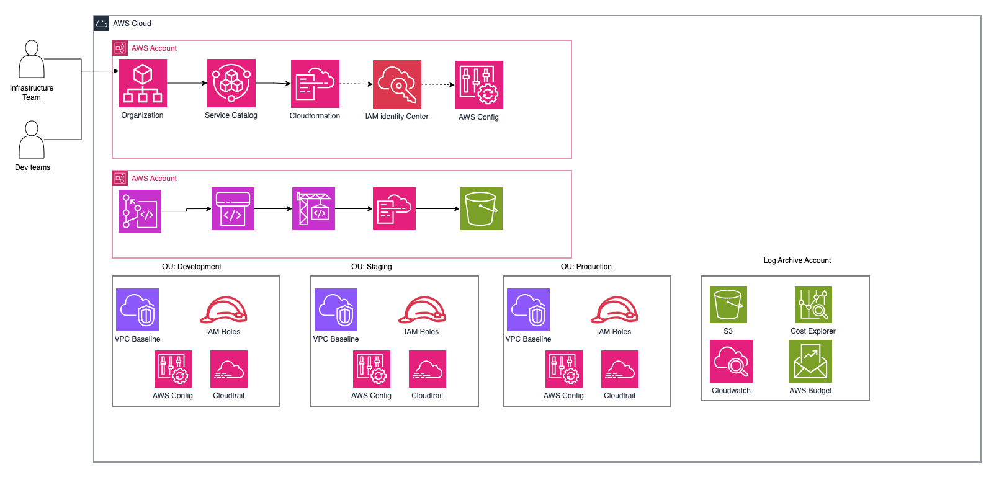 AWS Cloud
Infrastructure
Team
Dev teams
AWS Account
Organization
Service Catalog
Cloudformation
IAM identity Center
AWS Config
AWS Account
OU: Development
OU: Staging
OU: Production
Log Archive Account
VPC Baseline
IAM Roles
AWS Config
Cloudtrail
VPC Baseline
IAM Roles
AWS Config
Cloudtrail
VPC Baseline
IAM Roles
AWS Config
Cloudtrail
S3
Cost Explorer
Cloudwatch
AWS Budget